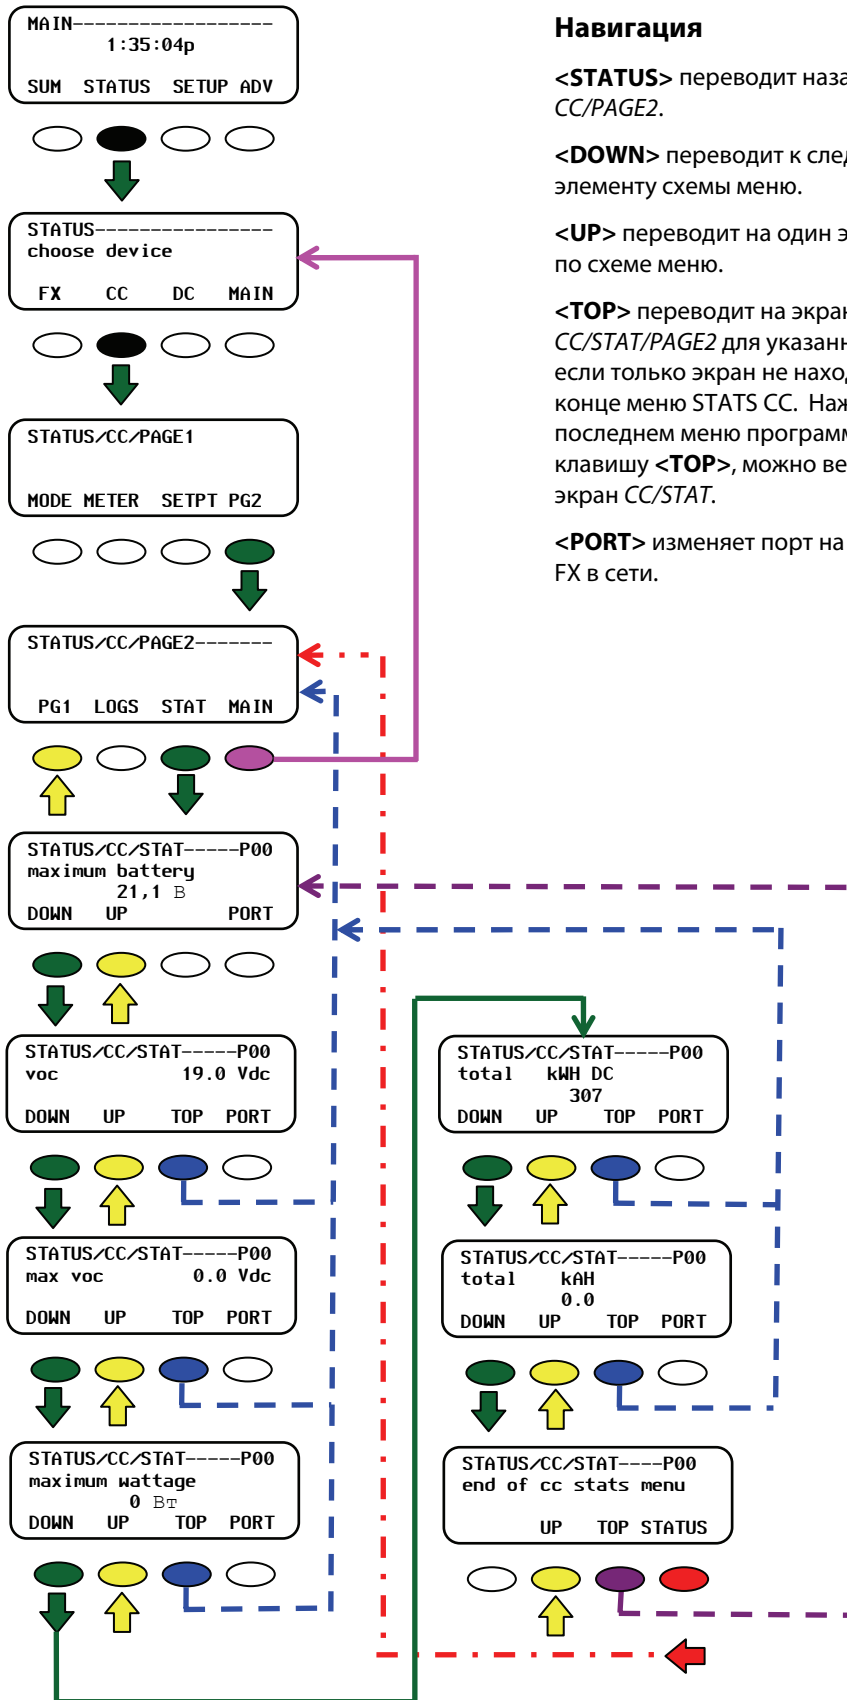 MAIN-----------------
1:35:04p
SUM STATUS SETUP ADV
STATUS----------------
choose device
FX CC DC MAIN
STATUS/CC/PAGE1
MODE METER SETPT PG2
STATUS/CC/PAGE2-------
PG1 LOGS STAT MAIN
STATUS/CC/STAT-----P00
maximum battery
21,1 В
DOWN UP PORT
STATUS/CC/STAT-----P00
voc 19.0 Vdc
DOWN UP TOP PORT
STATUS/CC/STAT-----P00
max voc 0.0 Vdc
DOWN UP TOP PORT
STATUS/CC/STAT-----P00
maximum wattage
0 Вт
DOWN UP TOP PORT
Навигация
<STATUS> переводит наза
CC/PAGE2.
<DOWN> переводит к след
элементу схемы меню.
<UP> переводит на один э
по схеме меню.
<TOP> переводит на экран
CC/STAT/PAGE2 для указанн
если только экран не наход
конце меню STATS CC. Наж
последнем меню программ
клавишу <TOP>, можно ве
экран CC/STAT.
<PORT> изменяет порт на
FX в сети.
STATUS/CC/STAT-----P00
total kWH DC
307
DOWN UP TOP PORT
STATUS/CC/STAT-----P00
total kAH
0.0
DOWN UP TOP PORT
STATUS/CC/STAT----P00
end of cc stats menu
UP TOP STATUS